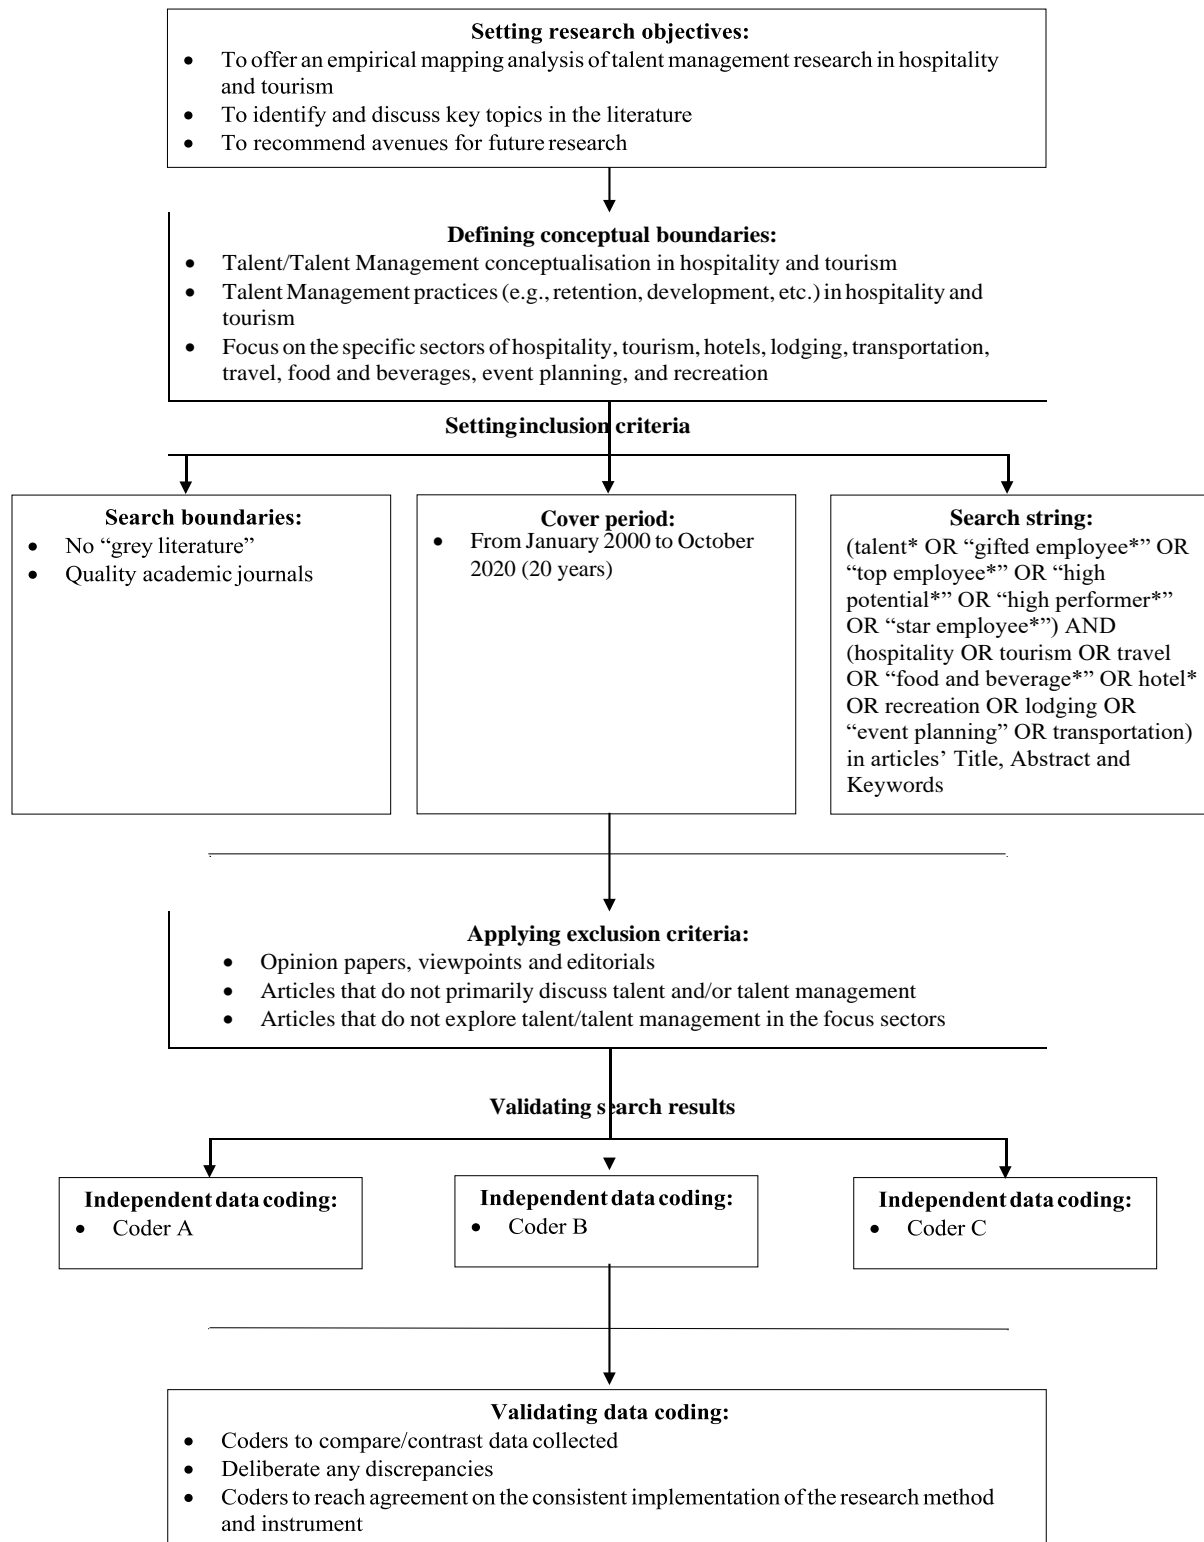 Setting research objectives:
• To offer an empirical mapping analysis of talent management research in hospitality
and tourism
• To identify and discuss key topics in the literature
• To recommend avenues for future research
Defining conceptual boundaries:
• Talent/Talent Management conceptualisation in hospitality and tourism
• Talent Management practices (e.g., retention, development, etc.) in hospitality and
tourism
• Focus on the specific sectors of hospitality, tourism, hotels, lodging, transportation,
travel, food and beverages, event planning, and recreation
Setting inclusion criteria
Search boundaries:
• No “grey literature”
• Quality academic journals
Cover period:
• From January 2000 to October
2020 (20 years)
Search string:
(talent* OR “gifted employee*” OR
“top employee*” OR “high
potential*” OR “high performer*”
OR “star employee*”) AND
(hospitality OR tourism OR travel
OR “food and beverage*” OR hotel*
OR recreation OR lodging OR
“event planning” OR transportation)
in articles’ Title, Abstract and
Keywords
Applying exclusion criteria:
• Opinion papers, viewpoints and editorials
• Articles that do not primarily discuss talent and/or talent management
• Articles that do not explore talent/talent management in the focus sectors
Validating search results
Independent data coding:
• Coder A
Independent data coding:
• Coder B
Independent data coding:
• Coder C
Validating data coding:
• Coders to compare/contrast data collected
• Deliberate any discrepancies
• Coders to reach agreement on the consistent implementation of the research method
and instrument